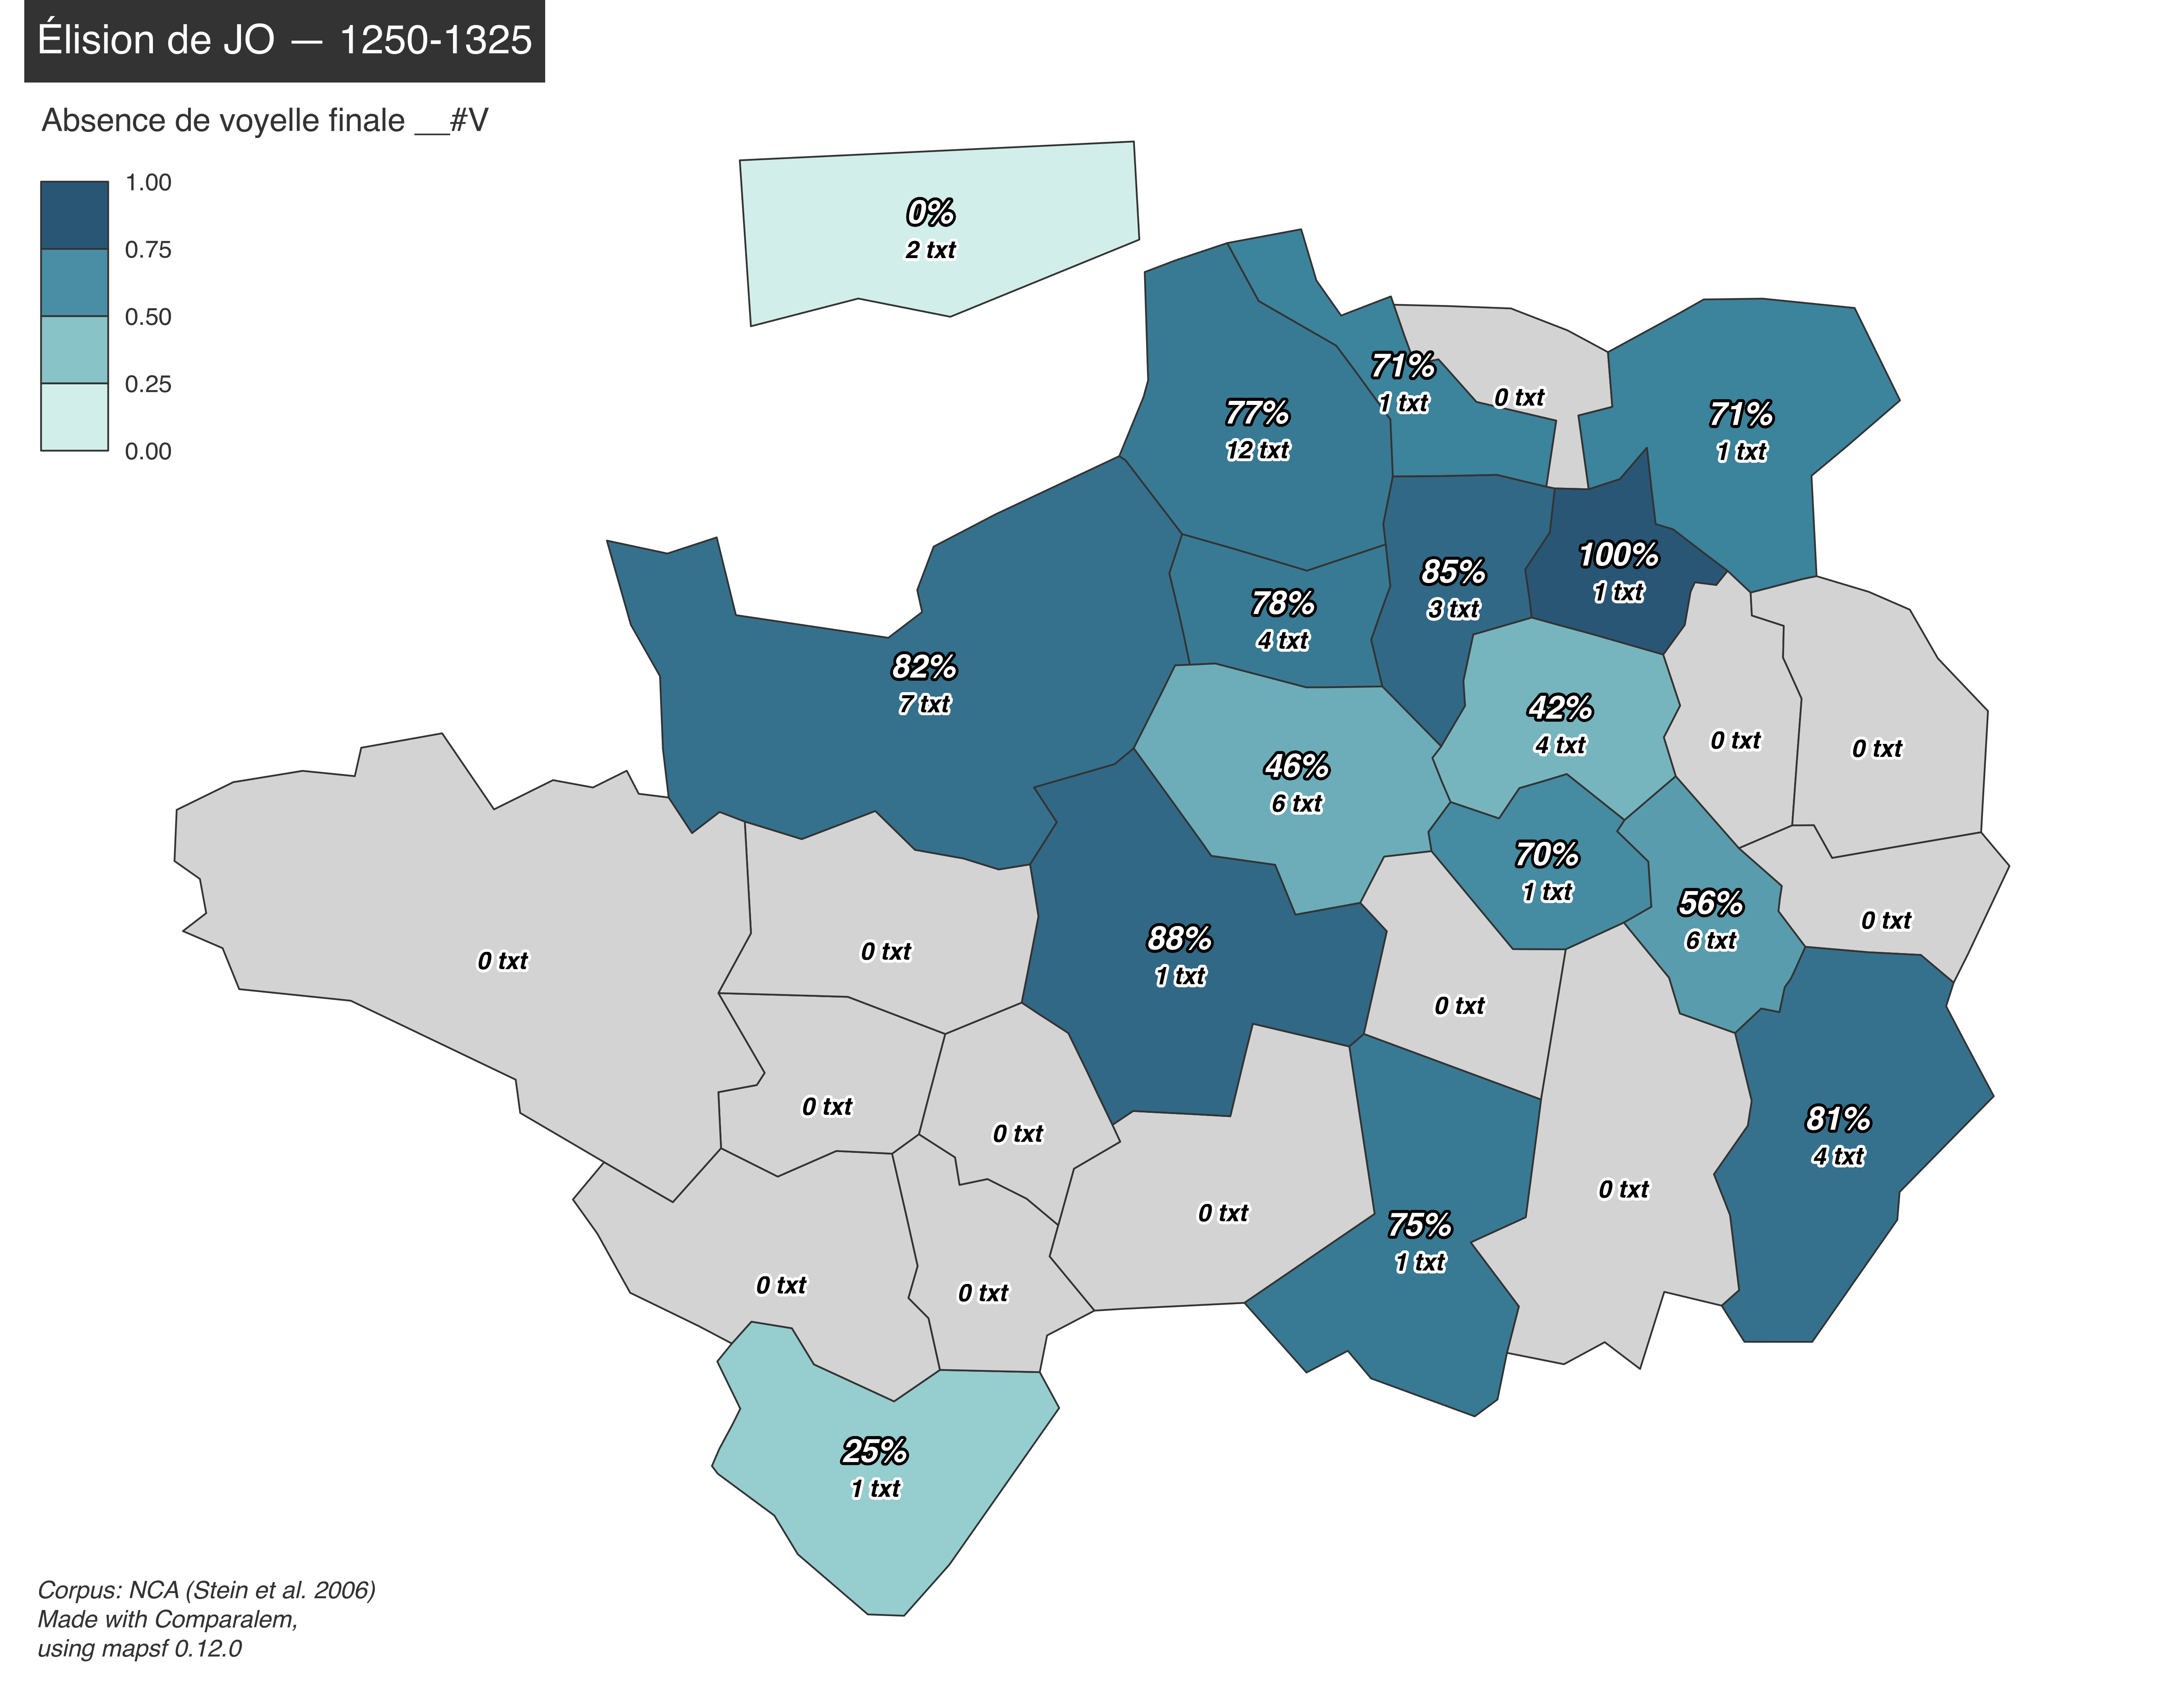 Élision de JO — 1250-1325
Absence de voyelle finale __#V
1.00
0.75
0.50
0.25
0.00
0%
2 txt
71%
1 txt
0 txt
77%
12 txt
71%
1 txt
100%
1 txt
85%
3 txt
78%
4 txt
82%
7 txt
42%
4 txt
0 txt
0 txt
46%
6 txt
70%
1 txt
56%
6 txt
0 txt
88%
1 txt
0 txt
0 txt
0 txt
0 txt
0 txt
81%
4 txt
0 txt
0 txt
0 txt
75%
1 txt
0 txt
0 txt
25%
1 txt
Corpus: NCA (Stein et al. 2006)
Made with Comparalem,
using mapsf 0.12.0